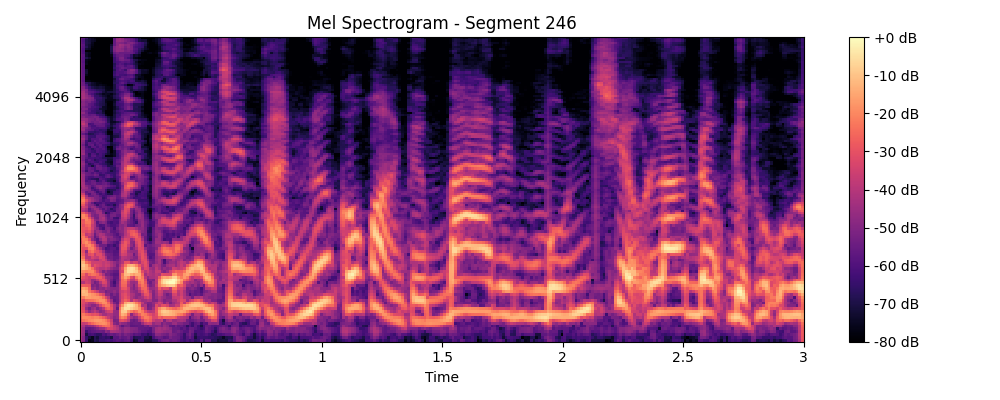 Mel Spectrogram - Segment 246
Frequency
4096
2048
1024
512
0
0
0.5
1
1.5
2
2.5
3
Time
+0 dB
-10 dB
-20 dB
-30 dB
-40 dB
-50 dB
-60 dB
-70 dB
-80 dB